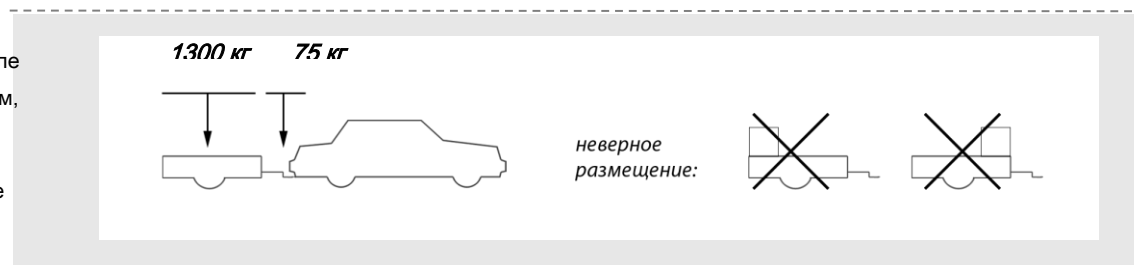 1300 кг 75 кг
м,
неверное
размещение: